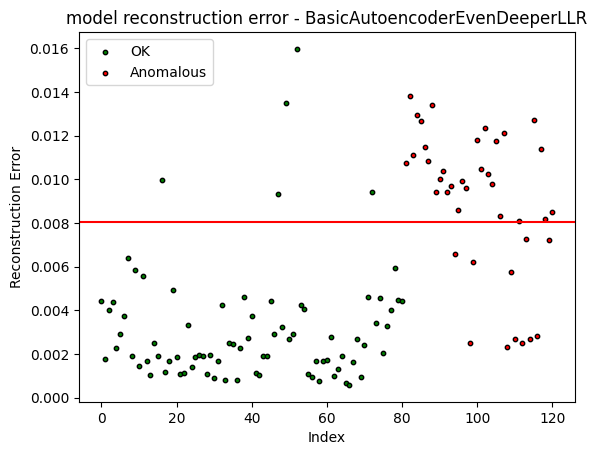 model reconstruction error - BasicAutoencoderEvenDeeperLLR
OK
Anomalous
Reconstruction Error
0.016
0.014
0.012
0.010
0.008
0.006
0.004
0.002
0.000
0 20 40 60 80 100 120
Index